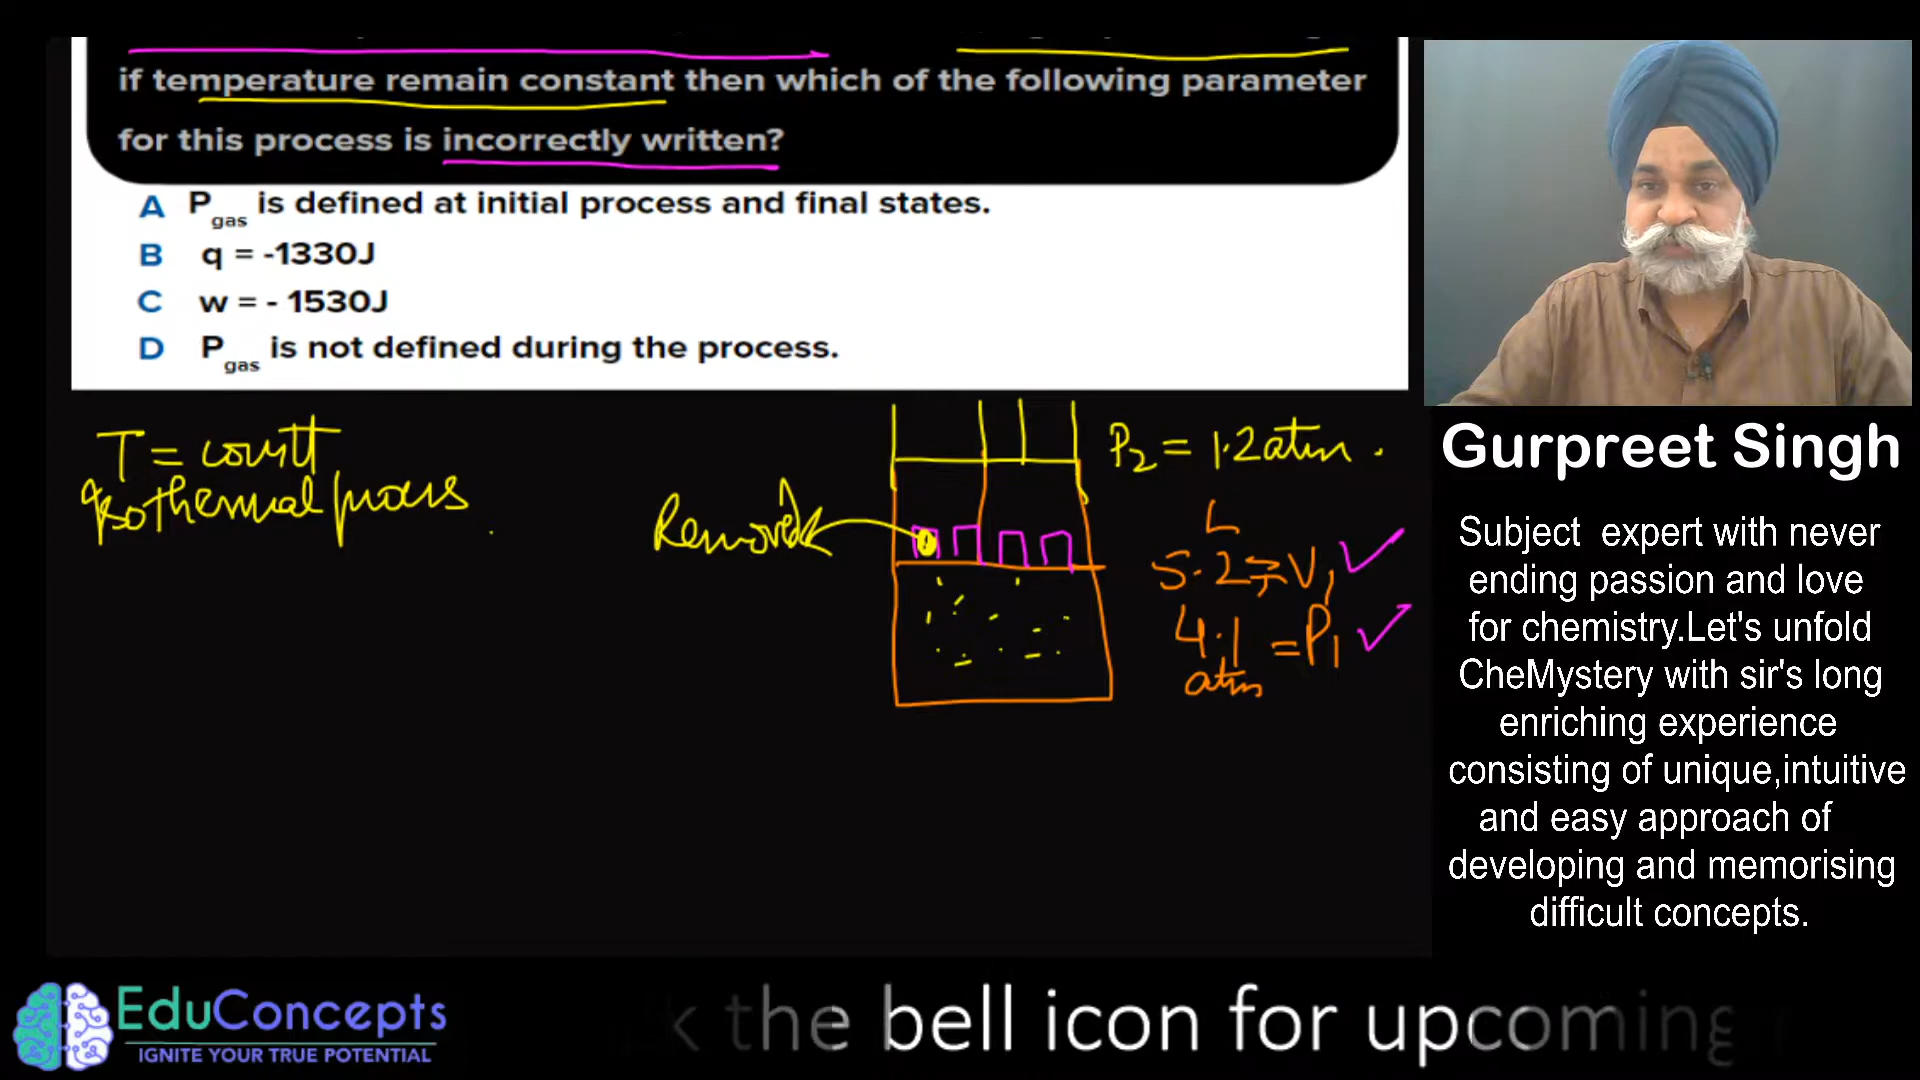 if temperature remain constant then which of the following parameter
for this process is incorrectly written?
A P gas is defined at initial process and final states.
B q = -1330J
C w = - 1530J
D P gas is not defined during the process.
T = constt
Isothermal process
Removed
P2 = 1.2 atm.
L
5.2 = V1
4.1 = P1
atm
Gurpreet Singh
Subject expert with never
ending passion and love
for chemistry.Let's unfold
CheMystery with sir's long
enriching experience
consisting of unique,intuitive
and easy approach of
developing and memorising
difficult concepts.
EduConcepts
IGNITE YOUR TRUE POTENTIAL
the bell icon for upcoming